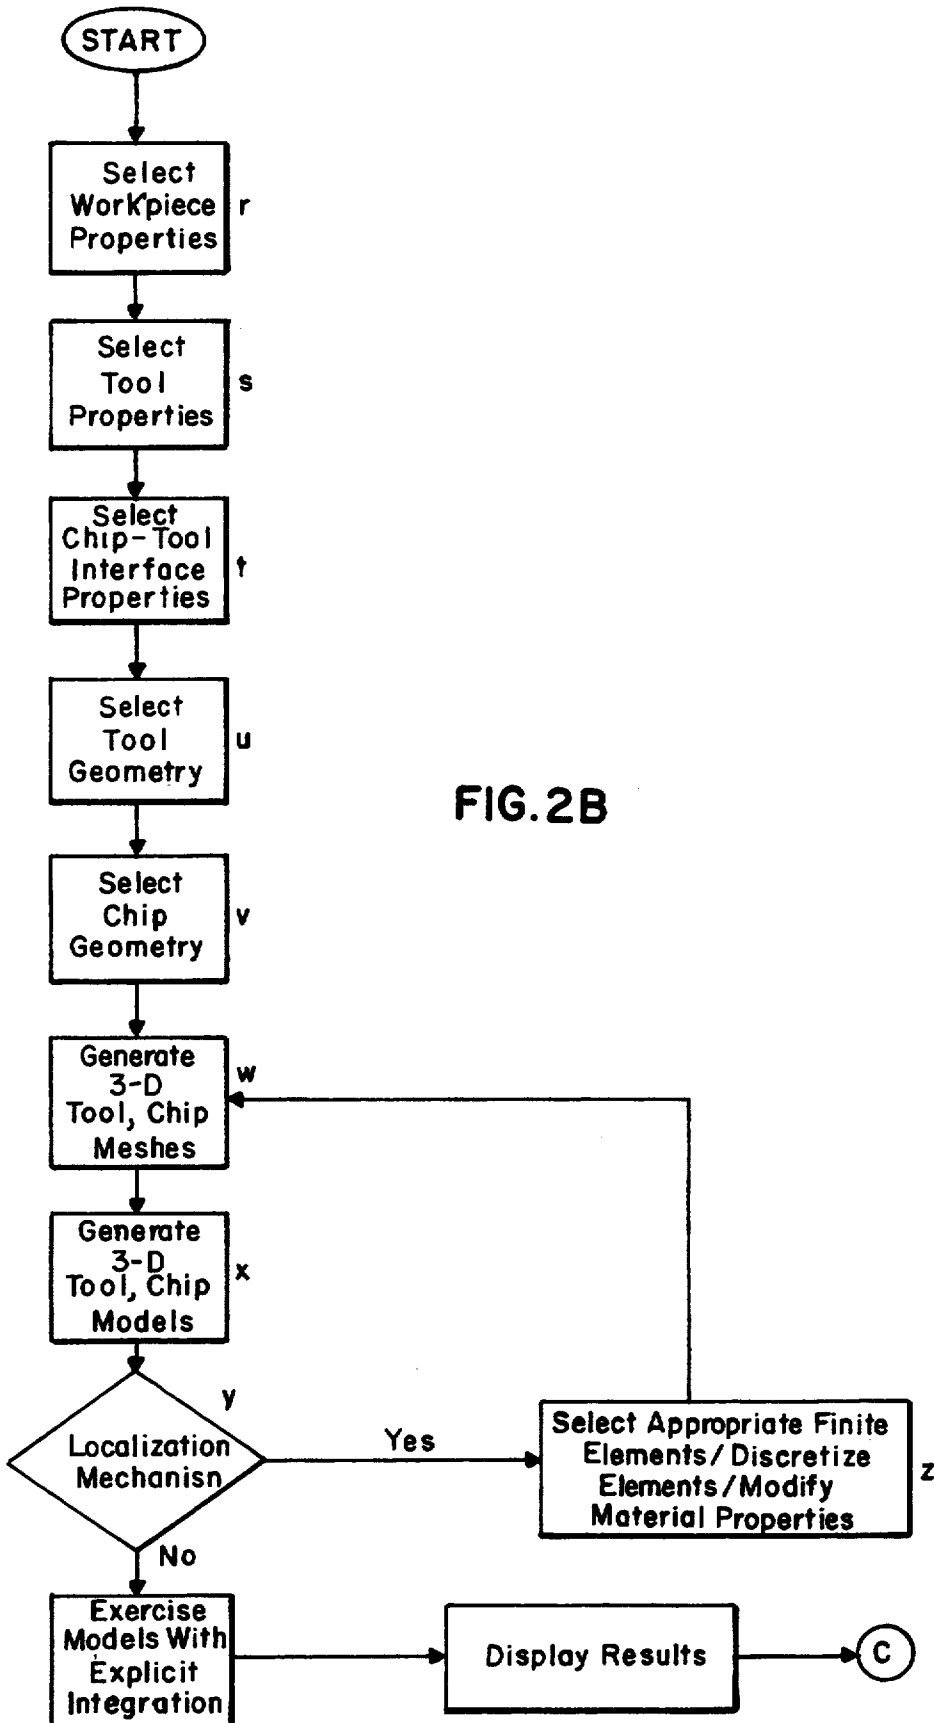 START
Select
Workpiece
Properties
r
Select
Tool
Properties
s
Select
Chip-Tool
Interface
Properties
t
Select
Tool
Geometry
u
FIG.2B
Select
Chip
Geometry
v
Generate
3-D
Tool, Chip
Meshes
w
Generate
3-D
Tool, Chip
Models
x
y
Localization
Mechanisn
Yes
Select Appropriate Finite
Elements/Discretize
Elements/Modify
Material Properties
z
No
Exercise
Models With
Explicit
Integration
Display Results
C